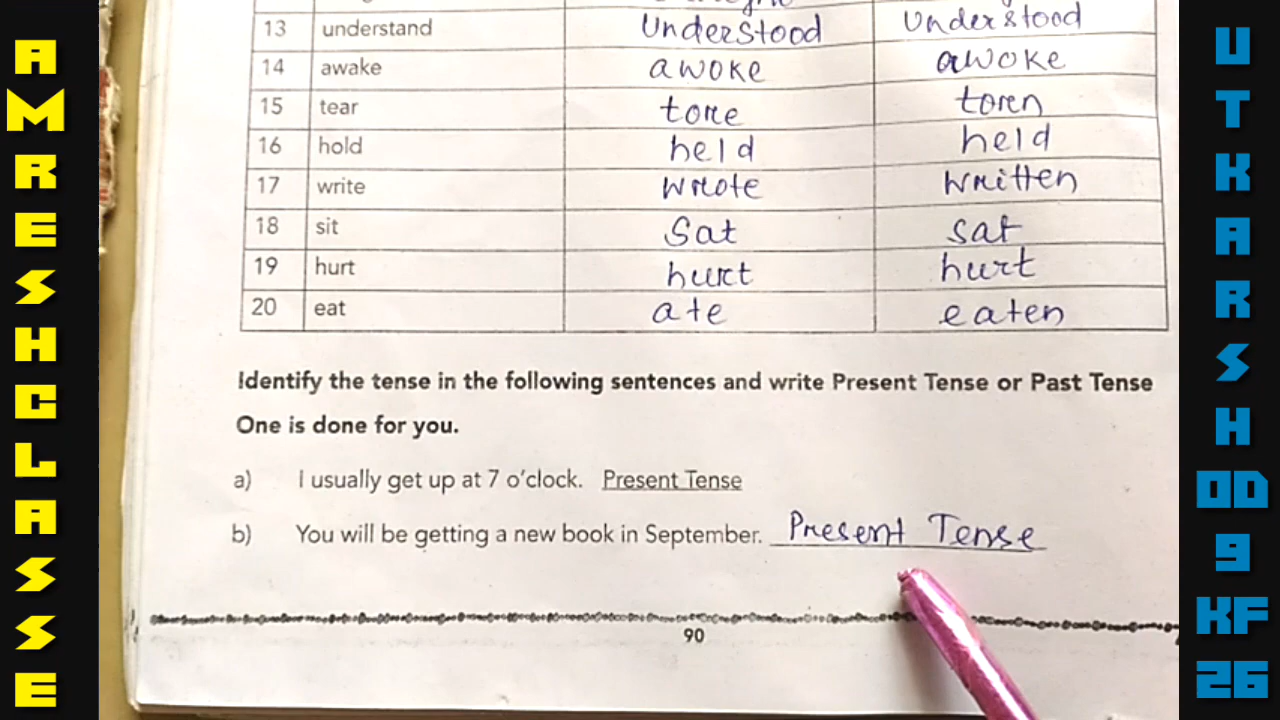 AMRESHCLASSE
13 understand understood understood
14 awake awoke awoke
15 tear tore toren
16 hold held held
17 write wrote written
18 sit sat sat
19 hurt hurt hurt
20 eat ate eaten
Identify the tense in the following sentences and write Present Tense or Past Tense
One is done for you.
a) I usually get up at 7 o'clock. Present Tense
b) You will be getting a new book in September. Present Tense
90
UTKARSHOD9KF26